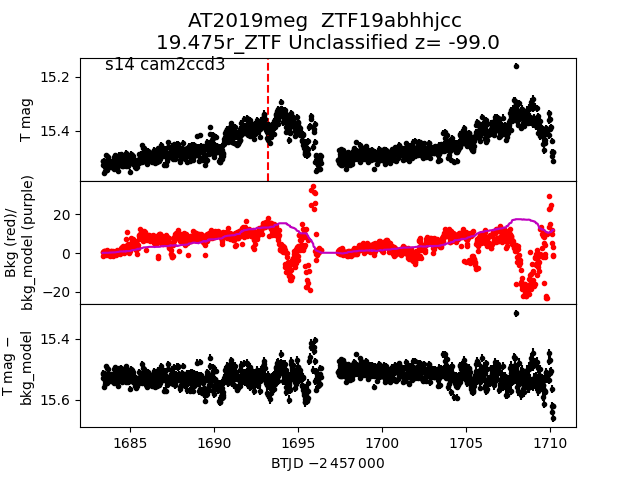 AT2019meg  ZTF19abhhjcc
19.475r_ZTF Unclassified z= -99.0
s14 cam2ccd3
T mag
15.2
15.4
Bkg (red)/
bkg_model (purple)
20
0
−20
T mag −
bkg_model
15.4
15.6
1685
1690
1695
1700
1705
1710
BTJD −2 457 000